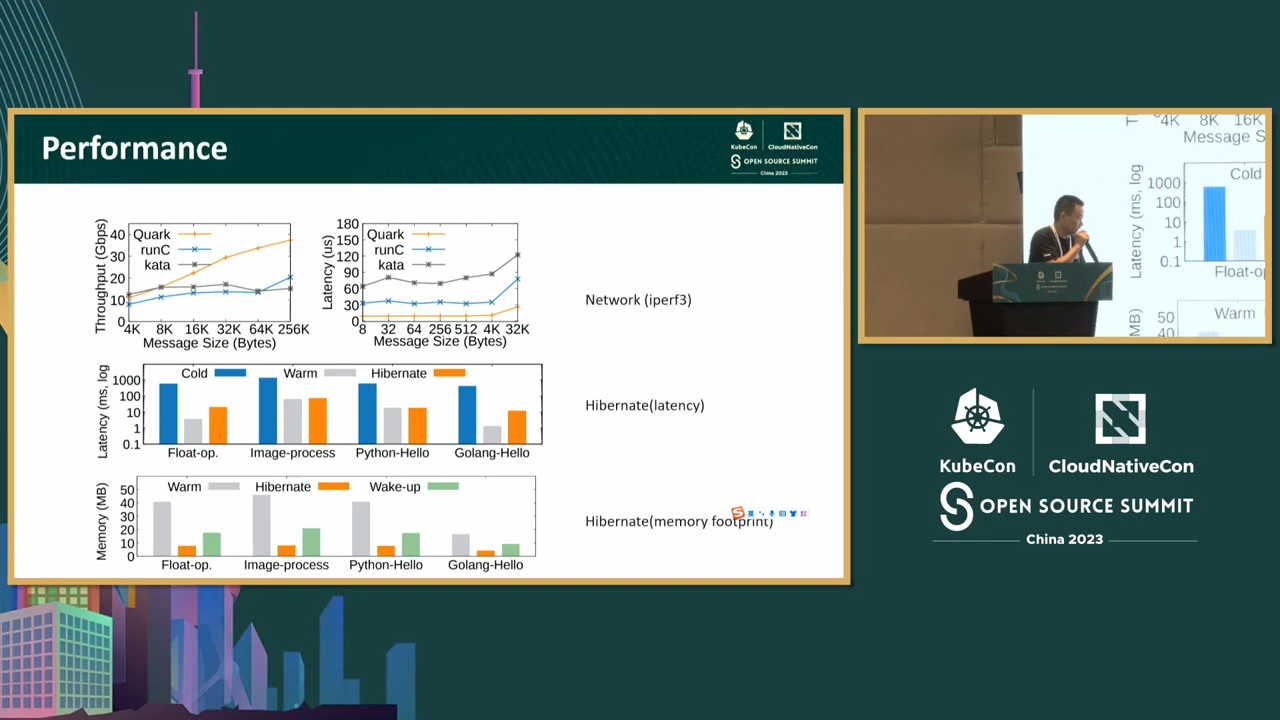 Performance
KubeCon
CloudNativeCon
OPEN SOURCE SUMMIT
China 2023
Throughput (Gbps)
40
30
20
10
0
Quark
runC
kata
4K 8K 16K 32K 64K 256K
Message Size (Bytes)
Latency (us)
180
150
120
90
60
30
0
Quark
runC
kata
8 32 64 256 512 4K 32K
Message Size (Bytes)
Network (iperf3)
Latency (ms, log
1000
100
10
1
0.1
Cold Warm Hibernate
Float-op. Image-process Python-Hello Golang-Hello
Hibernate(latency)
Memory (MB)
50
40
30
20
10
0
Warm Hibernate Wake-up
Float-op. Image-process Python-Hello Golang-Hello
Hibernate(memory footprint)
英
4K 8K 16K
Message S
Latency (ms, log
1000
100
10
1
0.1
Cold
Float-op
MB)
50
40
Warm
KubeCon
CloudNativeCon
OPEN SOURCE SUMMIT
China 2023